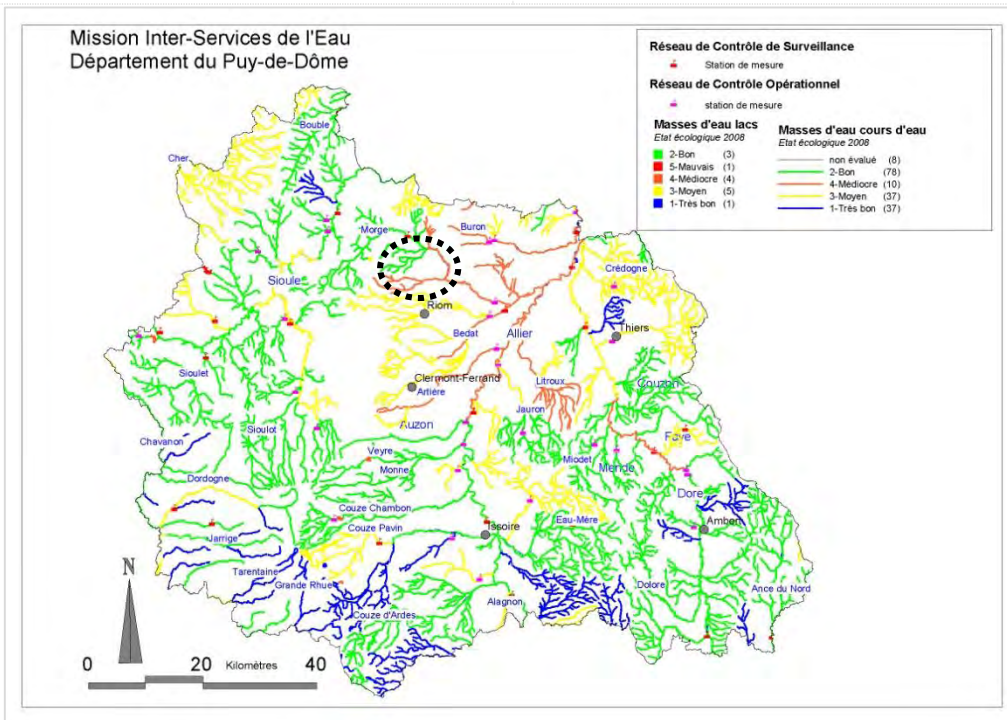 Mission Inter-Services de l'Eau
Département du Puy-de-Dôme
Réseau de Contrôle de Surveillance
Station de mesure
Réseau de Contrôle Opérationnel
station de mesure
Masses d'eau lacs
Etat écologique 2008
2-Bon (3)
5-Mauvais (1)
4-Médiocre (4)
3-Moyen (5)
1-Très bon (1)
Masses d'eau cours d'eau
Etat écologique 2008
non évalué (8)
2-Bon (78)
4-Médiocre (10)
3-Moyen (37)
1-Très bon (37)
Bouble
Cher
Morge
Buron
Crédogne
Sioule
Riom
Bedat
Allier
Thiers
Sioulet
Clermont-Ferrand
Artière
Litroux
Couzon
Auzon
Jauron
Sioulot
Chavanon
Veyre
Monne
Miodet
Mende
Faye
Dordogne
Dore
Couze Chambon
Couze Pavin
Issoire
Eau-Mère
Ambert
Jarrige
Tarentaine
Grande Rhue
Couze d'Ardes
Alagnon
Dolore
Ance du Nord
N
0 20 Kilomètres 40